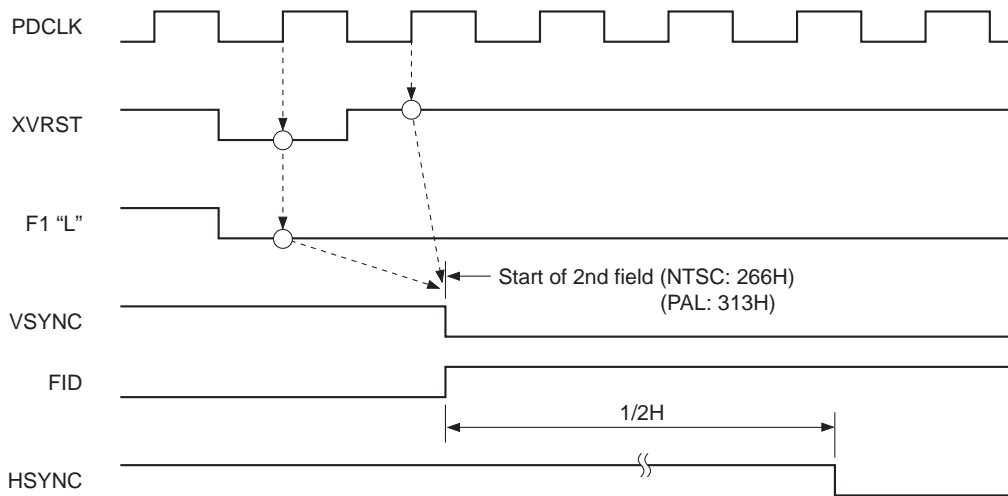 PDCLK
XVRST
F1 “L”
Start of 2nd field (NTSC: 266H)
(PAL: 313H)
VSYNC
FID
1/2H
HSYNC